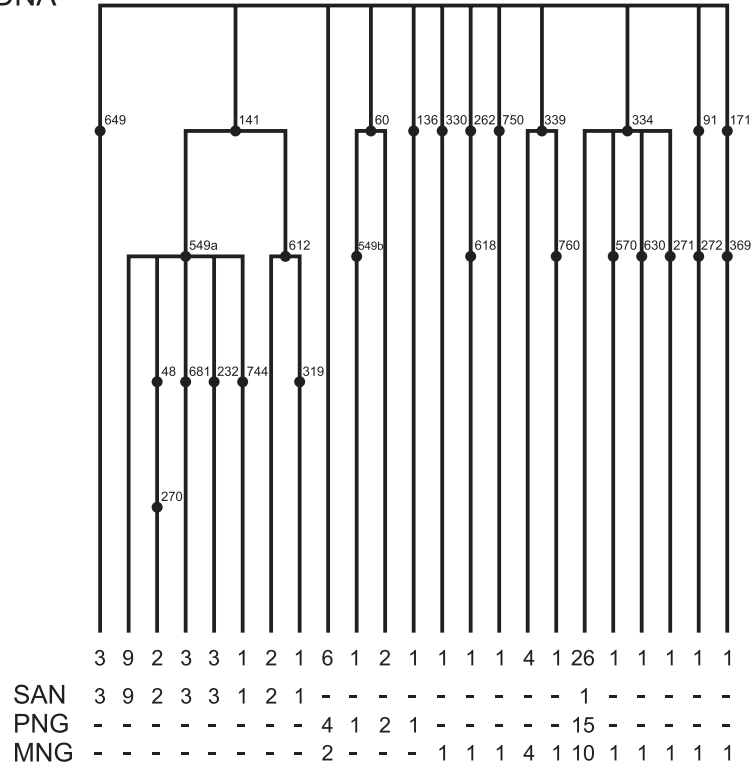 DNA
649 141 60 136 330 262 750 339 334 91 171
549a 612 549b 618 760 570 630 271 272 369
48 681 232 744 319
270
3 9 2 3 3 1 2 1 6 1 2 1 1 1 1 4 1 26 1 1 1 1 1
SAN 3 9 2 3 3 1 2 1 - - - - - - - - - 1 - - - - -
PNG - - - - - - - - 4 1 2 1 - - - - - 15 - - - - -
MNG - - - - - - - - 2 - - - 1 1 1 4 1 10 1 1 1 1 1